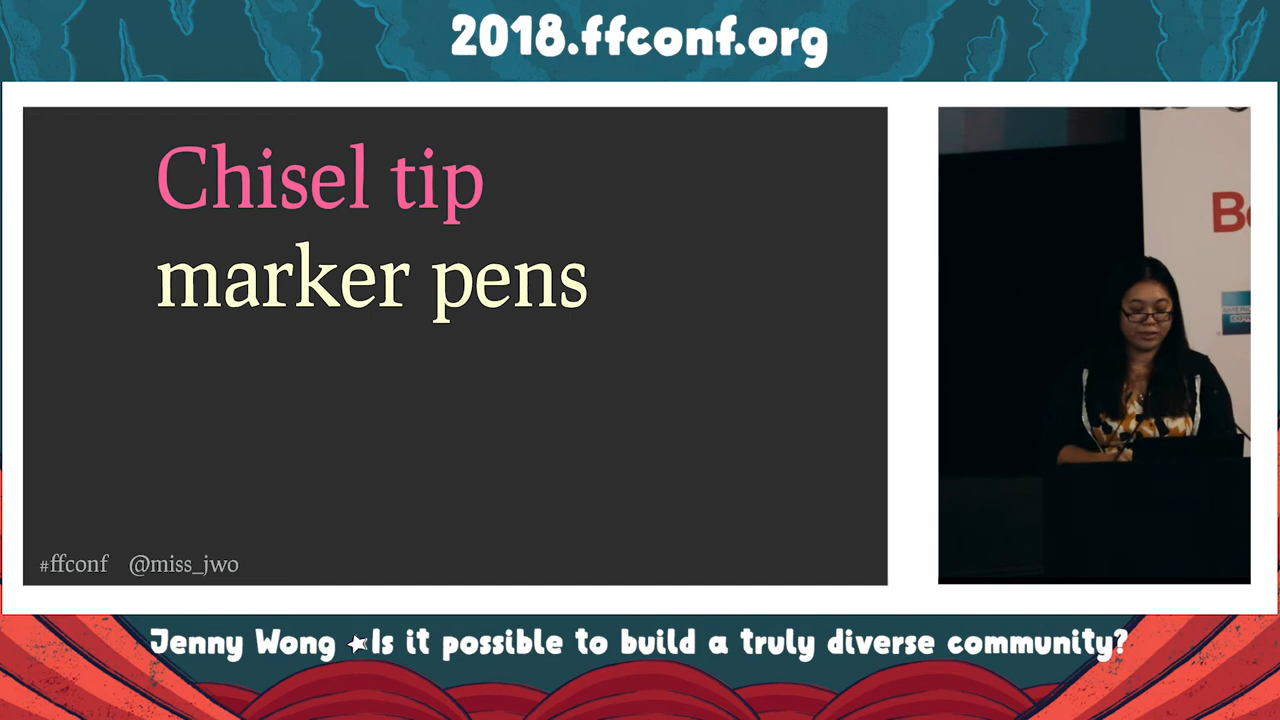 2018.ffconf.org
Chisel tip
marker pens
#ffconf @miss_jwo
AMERICAN
Jenny Wong ★ Is it possible to build a truly diverse community?